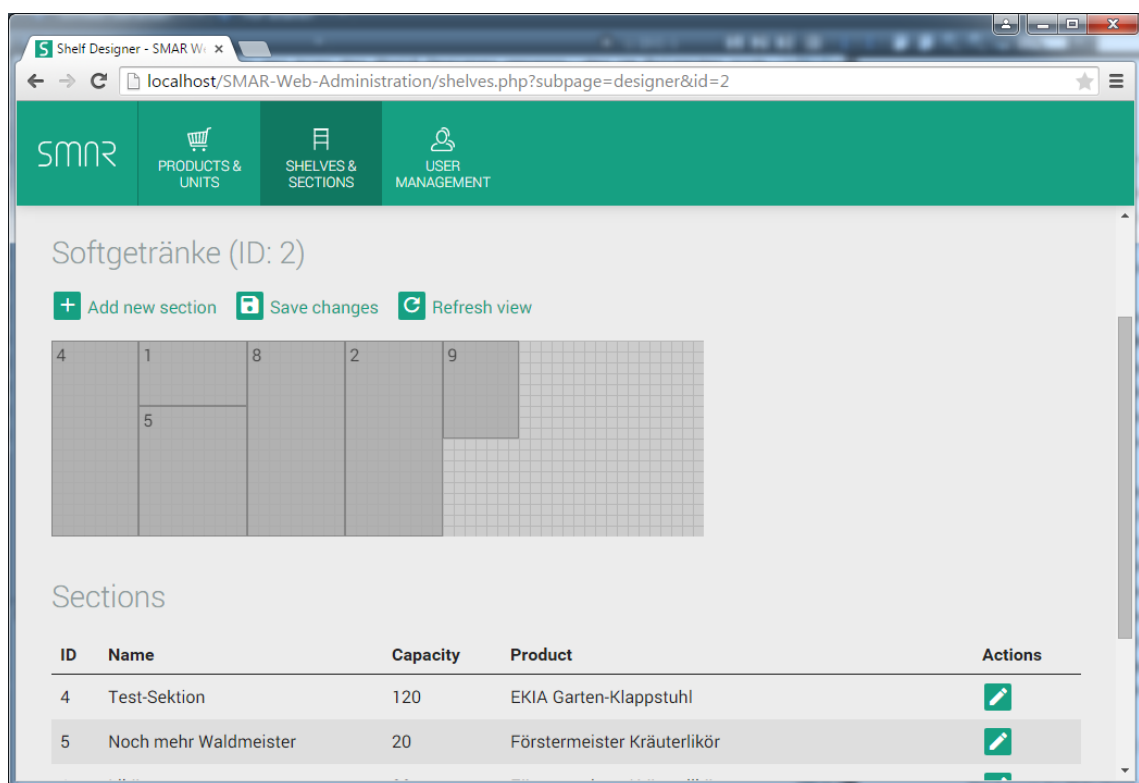 Shelf Designer - SMAR W
localhost/SMAR-Web-Administration/shelves.php?subpage=designer&id=2
SMAR
PRODUCTS &
UNITS
SHELVES &
SECTIONS
USER
MANAGEMENT
Softgetränke (ID: 2)
Add new section Save changes Refresh view
4 1 8 2 9
5
Sections
ID Name Capacity Product Actions
4 Test-Sektion 120 EKIA Garten-Klappstuhl
5 Noch mehr Waldmeister 20 Förstermeister Kräuterlikör